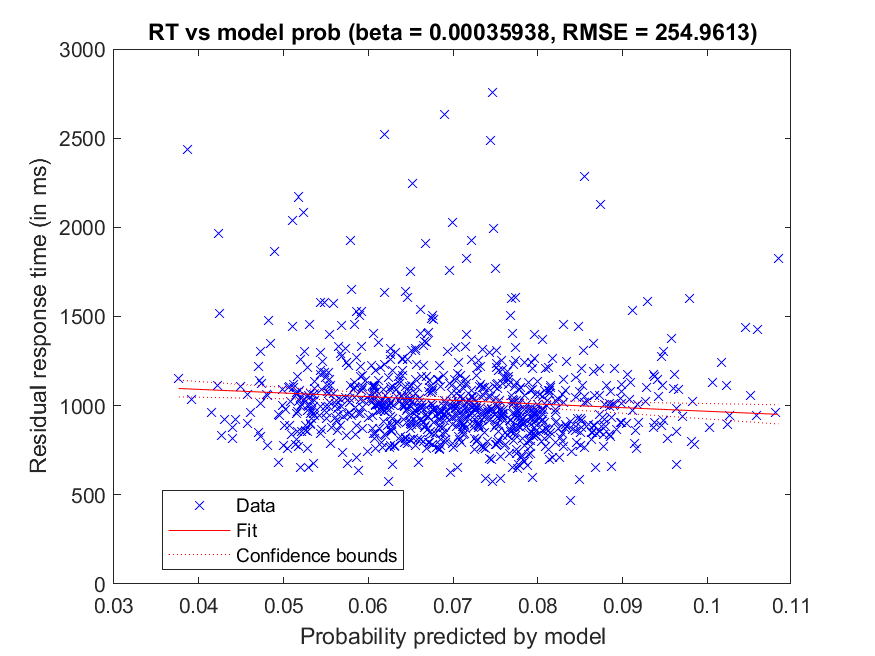 RT vs model prob (beta = 0.00035938, RMSE = 254.9613)
3000
2500
2000
1500
1000
500
0
Residual response time (in ms)
Data
Fit
Confidence bounds
0.03 0.04 0.05 0.06 0.07 0.08 0.09 0.1 0.11
Probability predicted by model